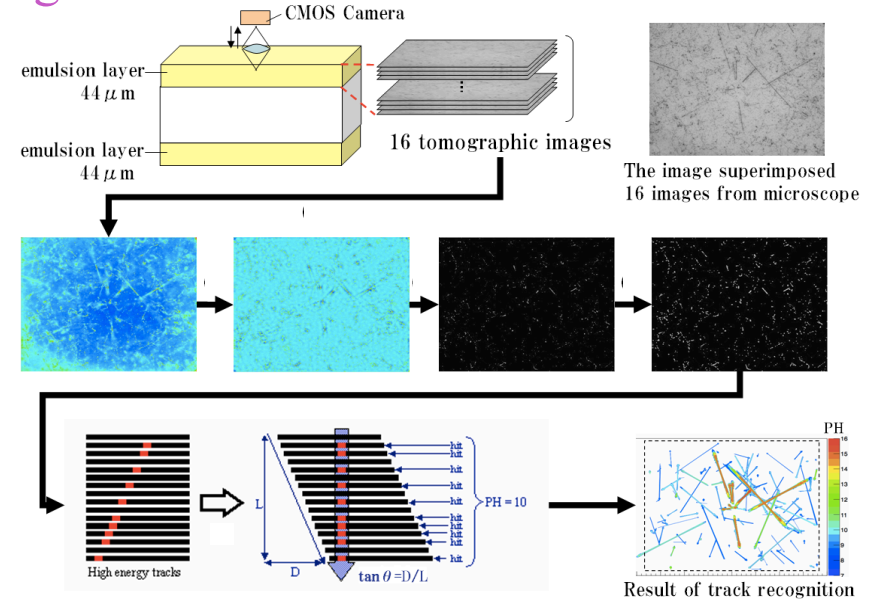 g
CMOS Camera
emulsion layer
44μm
emulsion layer
44μm
16 tomographic images
The image superimposed
16 images from microscope
High energy tracks
L
D
hit
hit
hit
hit
hit
hit
hit
hit
hit
hit
PH = 10
tan θ =D/L
PH
16
15
14
13
12
11
10
9
8
7
Result of track recognition